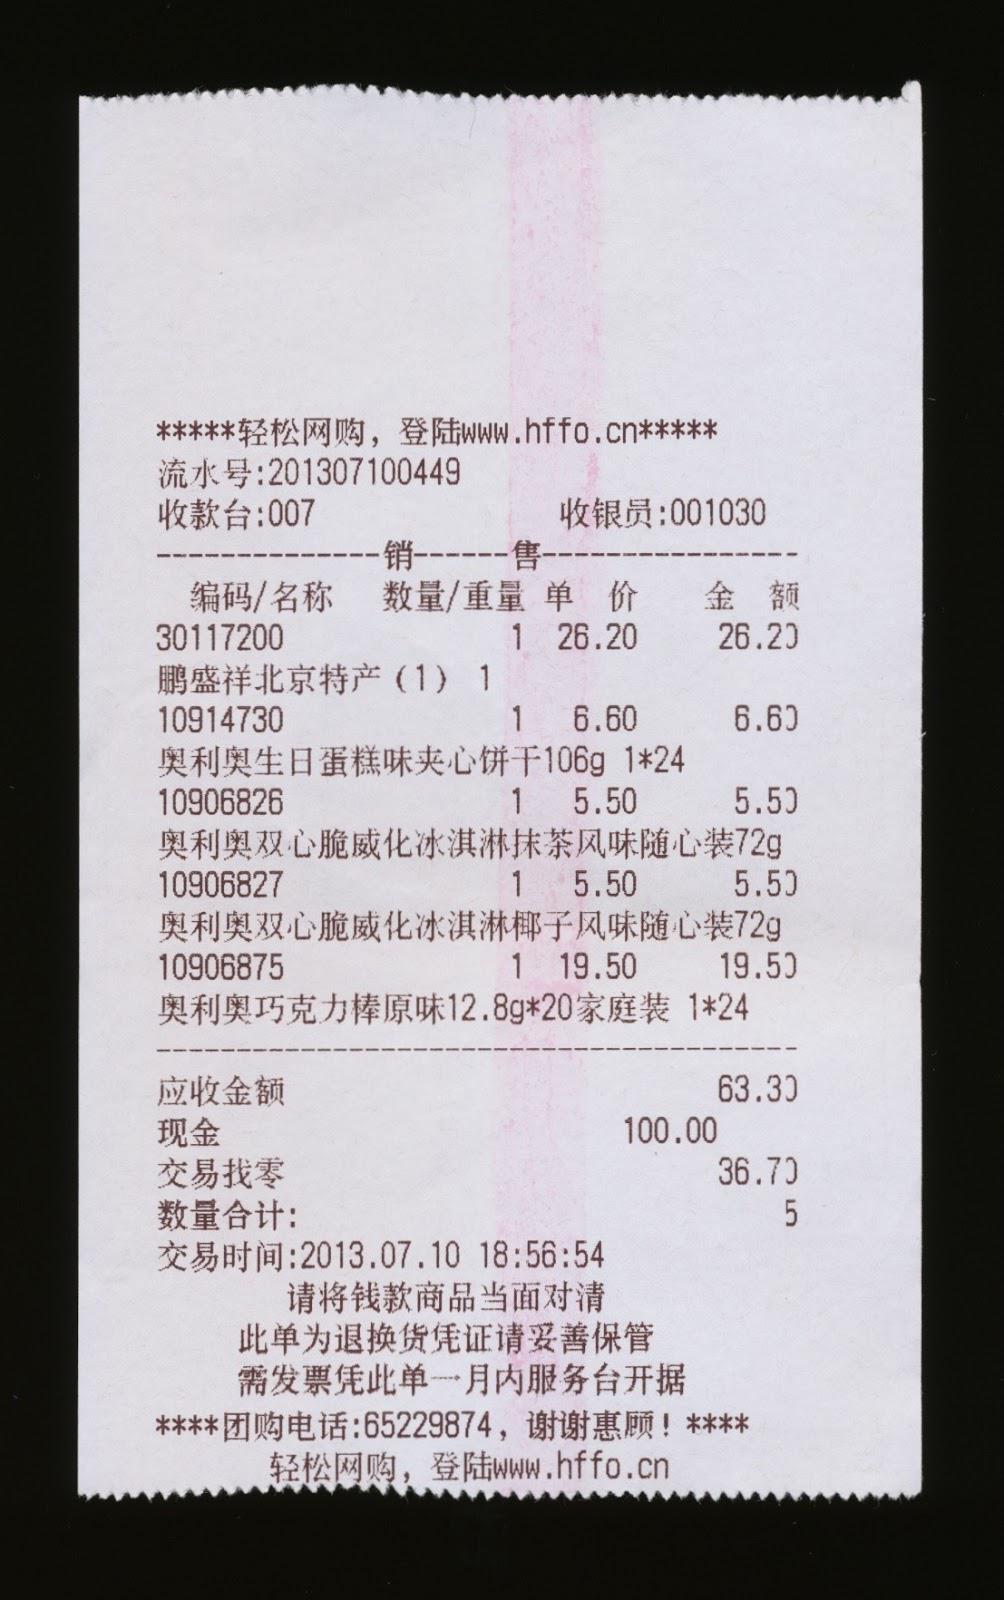 *****轻松网购，登陆www.hffo.cn*****
流水号:201307100449
收款台:007 收银员:001030
--------------销------售----------------
编码/名称 数量/重量 单 价 金 额
30117200 1 26.20 26.20
鹏盛祥北京特产(1) 1
10914730 1 6.60 6.60
奥利奥生日蛋糕味夹心饼干106g 1*24
10906826 1 5.50 5.50
奥利奥双心脆威化冰淇淋抹茶风味随心装72g
10906827 1 5.50 5.50
奥利奥双心脆威化冰淇淋椰子风味随心装72g
10906875 1 19.50 19.50
奥利奥巧克力棒原味12.8g*20家庭装 1*24
----------------------------------------
应收金额 63.30
现金 100.00
交易找零 36.70
数量合计: 5
交易时间:2013.07.10 18:56:54
请将钱款商品当面对清
此单为退换货凭证请妥善保管
需发票凭此单一月内服务台开据
****团购电话:65229874，谢谢惠顾！****
轻松网购，登陆www.hffo.cn